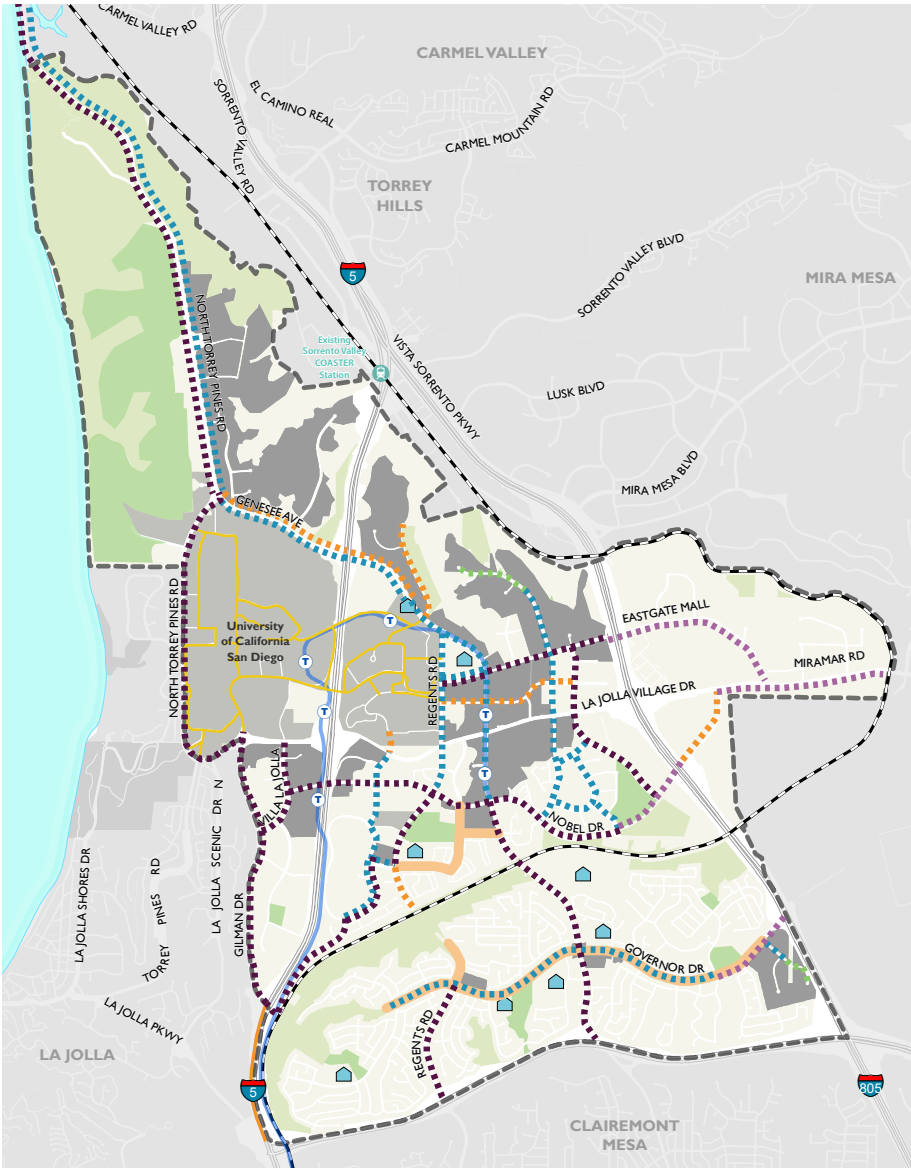 CARMEL VALLEY RD
CARMEL VALLEY
EL CAMINO REAL
SORRENTO VALLEY RD
CARMEL MOUNTAIN RD
TORREY
HILLS
SORRENTO VALLEY BLVD
5
MIRA MESA
NORTH TORREY PINES RD
Existing
Sorrento Valley
COASTER
Station
VISTA SORRENTO PKWY
LUSK BLVD
MIRA MESA BLVD
GENESEE AVE
NORTH TORREY PINES RD
University
of California
San Diego
T
T
EASTGATE MALL
MIRAMAR RD
REGENTS RD
LA JOLLA VILLAGE DR
T
T
T
T
VILLA LA JOLLA
NOBEL DR
LA JOLLA SCENIC DR N
LA JOLLA SHORES DR
TORREY PINES RD
GILMAN DR
GOVERNOR DR
LA JOLLA PKWY
REGENTS RD
LA JOLLA
5
805
CLAIREMONT
MESA